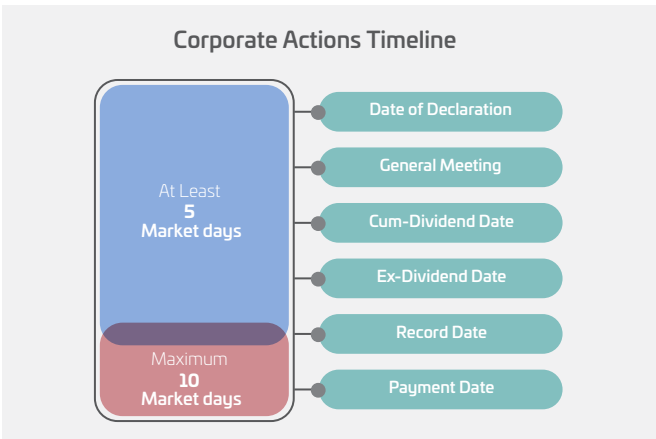 Corporate Actions Timeline
At Least
5
Market days
Maximum
10
Market days
Date of Declaration
General Meeting
Cum-Dividend Date
Ex-Dividend Date
Record Date
Payment Date